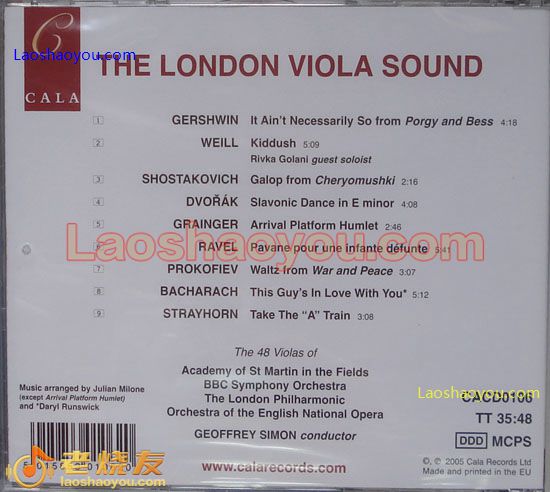 Laoshaoyou.com
C
CALA
THE LONDON VIOLA SOUND
1 GERSHWIN It Ain't Necessarily So from Porgy and Bess 4:18
2 WEILL Kiddush 5:09
Rivka Golani guest soloist
3 SHOSTAKOVICH Galop from Cheryomushki 2:16
4 DVOŘÁK Slavonic Dance in E minor 4:08
5 GRAINGER Arrival Platform Humlet 2:46
Laoshaoyou.com
6 RAVEL Pavane pour une infante défunte 5:41
7 PROKOFIEV Waltz from War and Peace 3:07
8 BACHARACH This Guy's In Love With You* 5:12
9 STRAYHORN Take The "A" Train 3:08
The 48 Violas of
Academy of St Martin in the Fields
BBC Symphony Orchestra
The London Philharmonic
Orchestra of the English National Opera
GEOFFREY SIMON conductor
Music arranged by Julian Milone
(except Arrival Platform Humlet)
and *Daryl Runswick
CACD0106
Laoshaoyou.com
TT 35:48
DDD MCPS
老烧友
laoshaoyou.com
www.calarecords.com
©, ℗ 2005 Cala Records Ltd
Made and printed in the EU